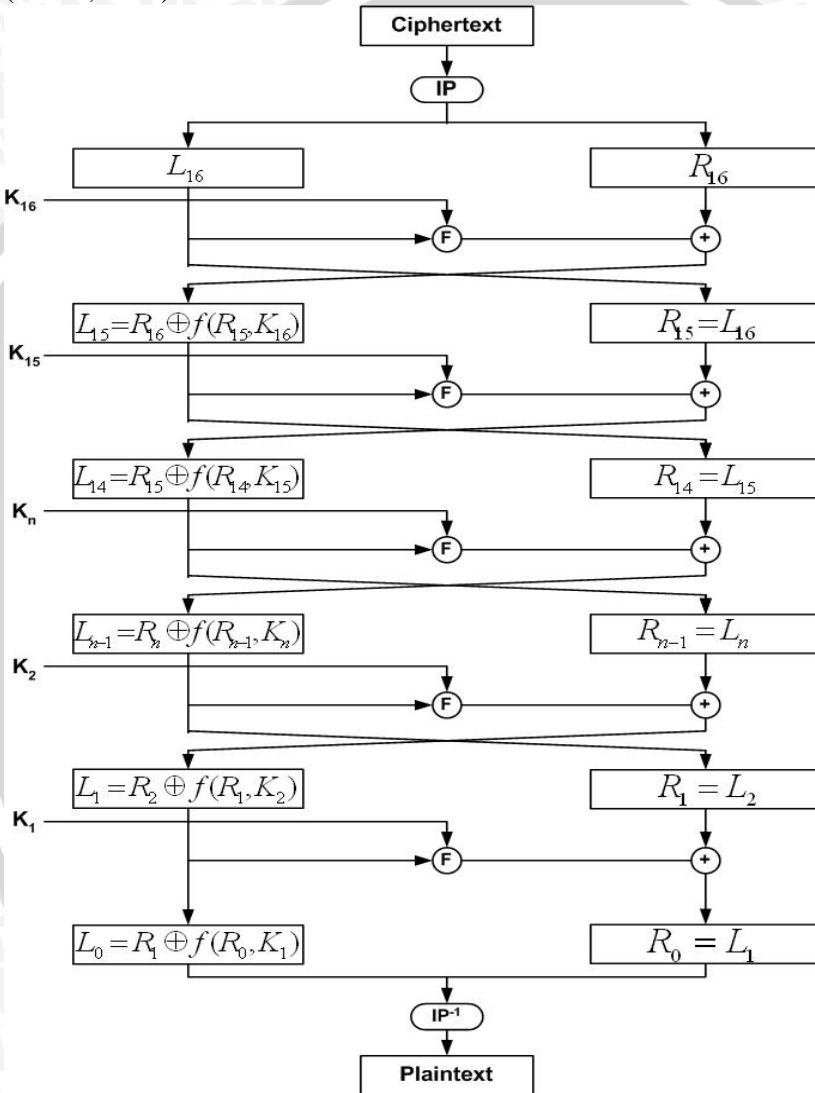 Ciphertext
IP
L₁₆
R₁₆
K₁₆
F
+
L₁₅=R₁₆⊕f(R₁₅,K₁₆)
R₁₅=L₁₆
K₁₅
F
+
L₁₄=R₁₅⊕f(R₁₄,K₁₅)
R₁₄=L₁₅
Kₙ
F
+
Lₙ₋₁=Rₙ⊕f(Rₙ₋₁,Kₙ)
Rₙ₋₁=Lₙ
K₂
F
+
L₁=R₂⊕f(R₁,K₂)
R₁=L₂
K₁
F
+
L₀=R₁⊕f(R₀,K₁)
R₀=L₁
IP⁻¹
Plaintext